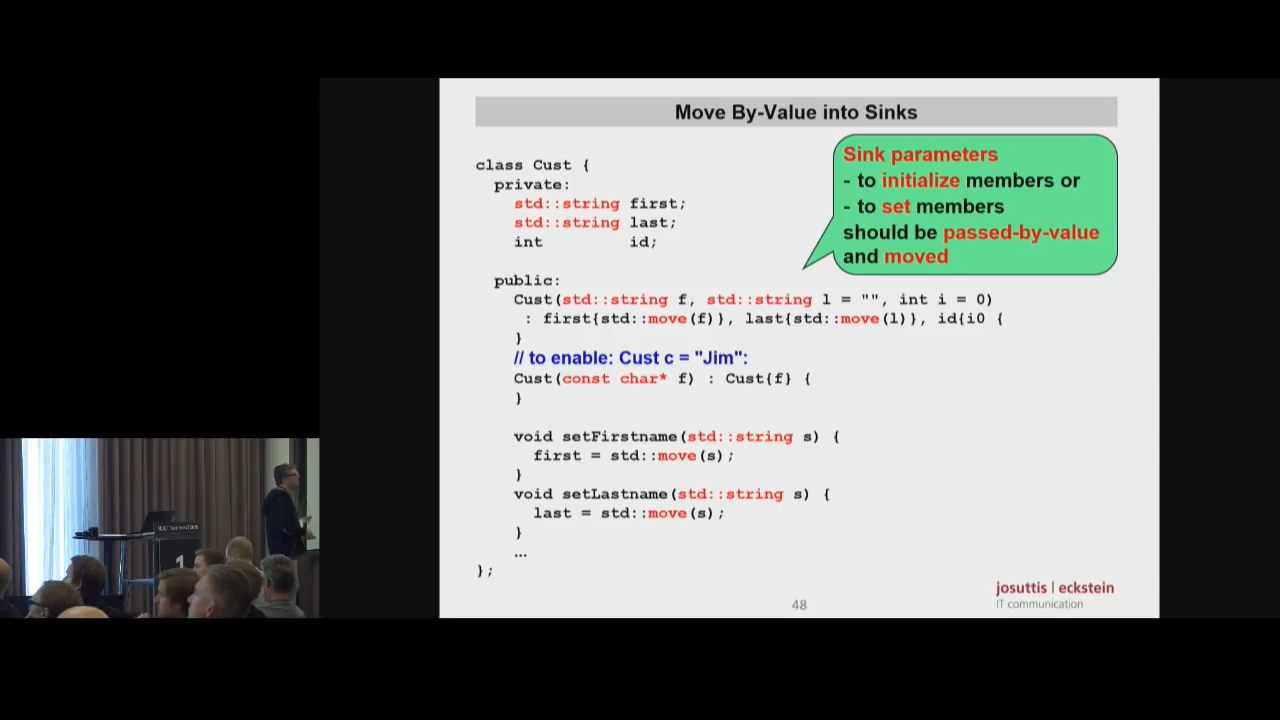 Move By-Value into Sinks
Sink parameters
- to initialize members or
- to set members
should be passed-by-value
and moved
class Cust {
private:
std::string first;
std::string last;
int id;
public:
Cust(std::string f, std::string l = "", int i = 0)
: first{std::move(f)}, last{std::move(l)}, id{i0 {
}
// to enable: Cust c = "Jim":
Cust(const char* f) : Cust{f} {
}
void setFirstname(std::string s) {
first = std::move(s);
}
void setLastname(std::string s) {
last = std::move(s);
}
...
};
48
josuttis | eckstein
IT communication
1